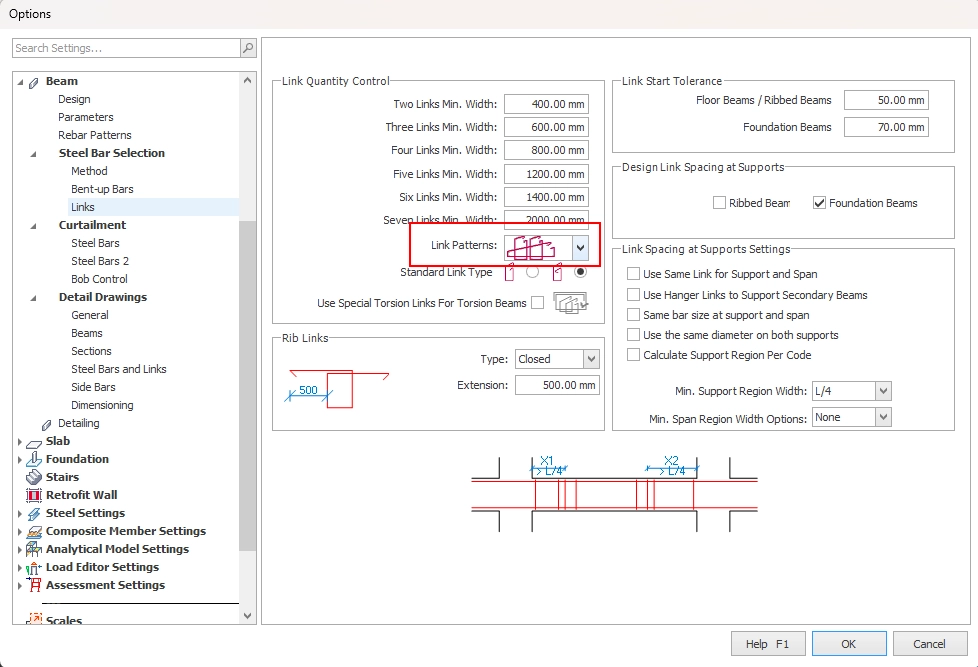 Options
Search Settings...
Beam
Design
Parameters
Rebar Patterns
Steel Bar Selection
Method
Bent-up Bars
Links
Curtailment
Steel Bars
Steel Bars 2
Bob Control
Detail Drawings
General
Beams
Sections
Steel Bars and Links
Side Bars
Dimensioning
Detailing
Slab
Foundation
Stairs
Retrofit Wall
Steel Settings
Composite Member Settings
Analytical Model Settings
Load Editor Settings
Assessment Settings
Scales
Link Quantity Control
Two Links Min. Width: 400.00 mm
Three Links Min. Width: 600.00 mm
Four Links Min. Width: 800.00 mm
Five Links Min. Width: 1200.00 mm
Six Links Min. Width: 1400.00 mm
Seven Links Min. Width: 2000.00 mm
Link Patterns:
Standard Link Type
Use Special Torsion Links For Torsion Beams
Rib Links
Type: Closed
Extension: 500.00 mm
500
Link Start Tolerance
Floor Beams / Ribbed Beams 50.00 mm
Foundation Beams 70.00 mm
Design Link Spacing at Supports
Ribbed Beam Foundation Beams
Link Spacing at Supports Settings
Use Same Link for Support and Span
Use Hanger Links to Support Secondary Beams
Same bar size at support and span
Use the same diameter on both supports
Calculate Support Region Per Code
Min. Support Region Width: L/4
Min. Span Region Width Options: None
X1 X2
> L/4 > L/4
Help F1 OK Cancel